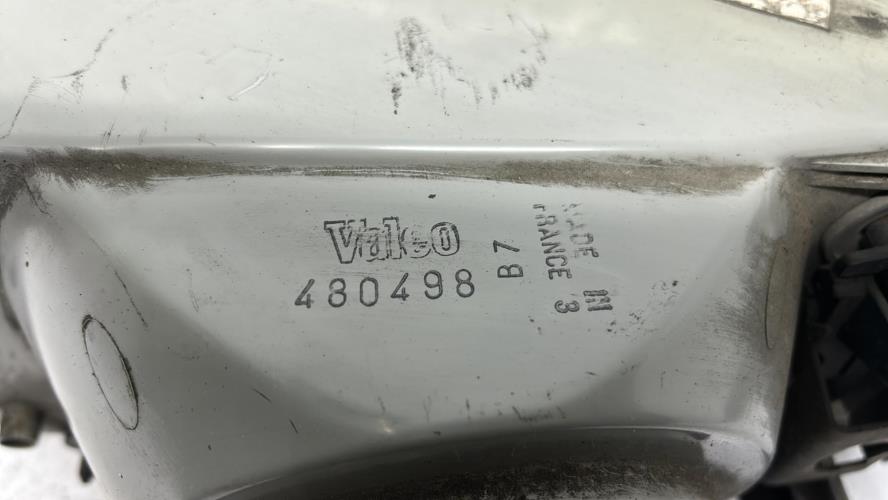 Valeo
480498
B7
MADE IN
FRANCE 3